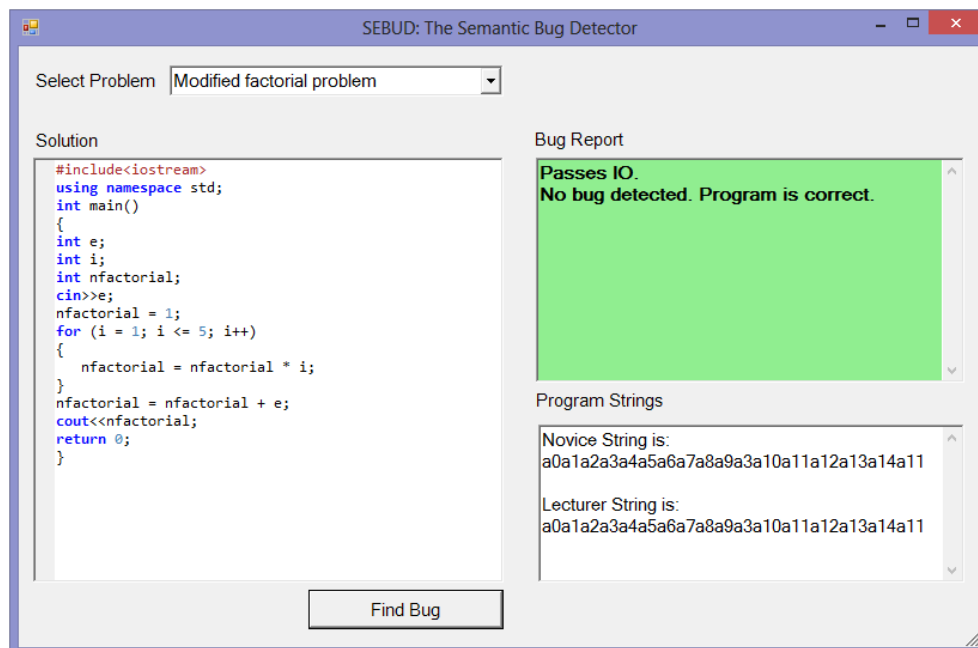 SEBUD: The Semantic Bug Detector
Select Problem Modified factorial problem
Solution
#include<iostream>
using namespace std;
int main()
{
int e;
int i;
int nfactorial;
cin>>e;
nfactorial = 1;
for (i = 1; i <= 5; i++)
{
nfactorial = nfactorial * i;
}
nfactorial = nfactorial + e;
cout<<nfactorial;
return 0;
}
Find Bug
Bug Report
Passes IO.
No bug detected. Program is correct.
Program Strings
Novice String is:
a0a1a2a3a4a5a6a7a8a9a3a10a11a12a13a14a11
Lecturer String is:
a0a1a2a3a4a5a6a7a8a9a3a10a11a12a13a14a11